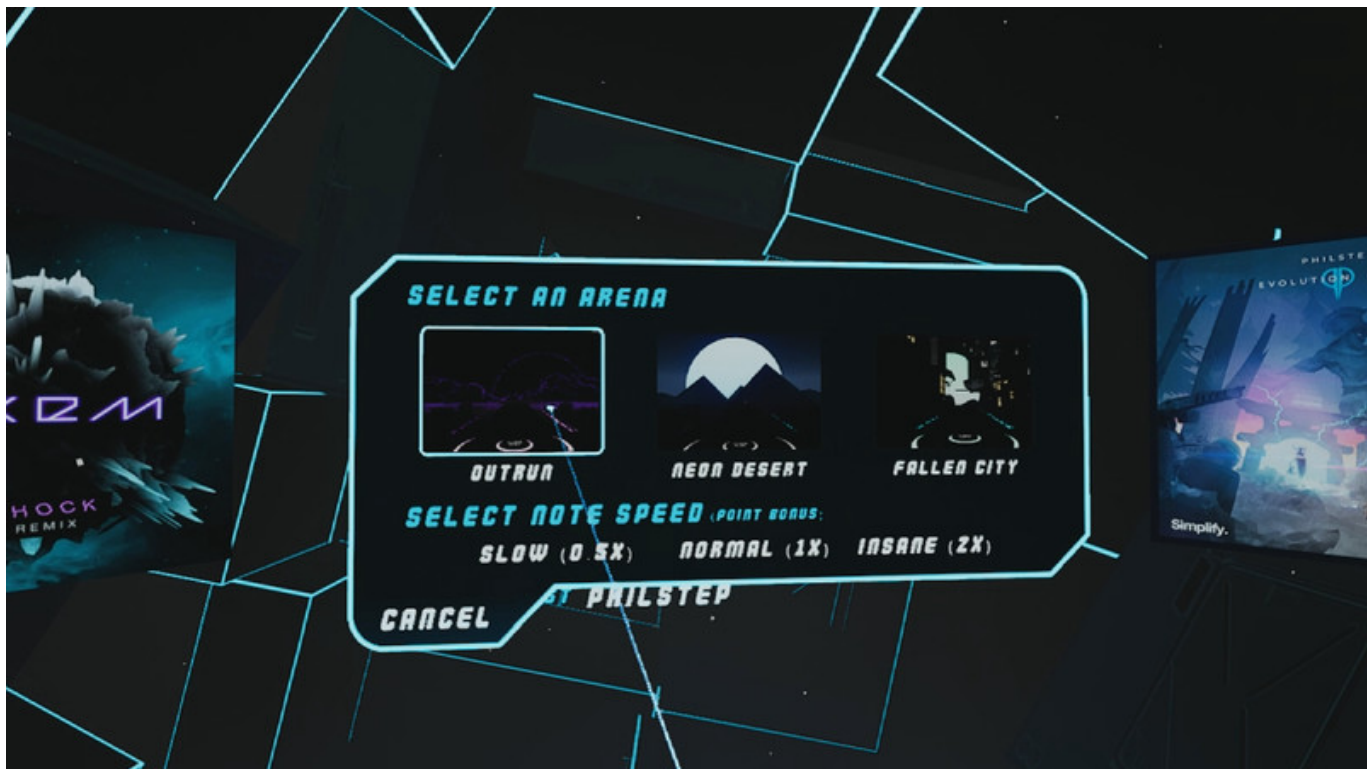 SELECT AN ARENA
OUTRUN
NEON DESERT
FALLEN CITY
SELECT NOTE SPEED (POINT BONUS)
SLOW (0.5X)
NORMAL (1X)
INSANE (2X)
PHILSTEP
CANCEL
HOCK
REMIX
PHILSTE
EVOLUTION
Simplify.